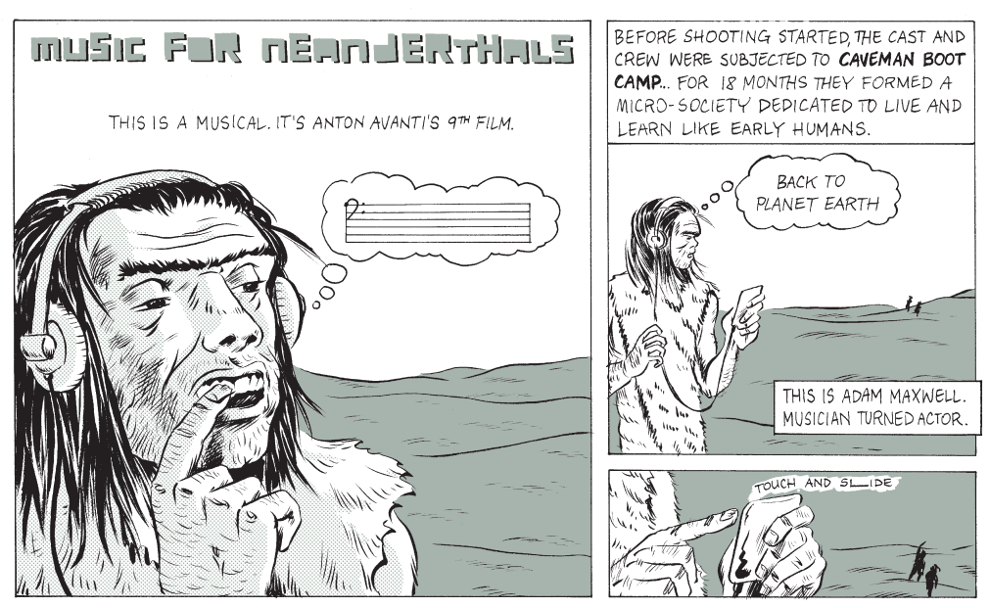 MUSIC FOR NEANDERTHALS
THIS IS A MUSICAL. IT'S ANTON AVANTI'S 9TH FILM.
BEFORE SHOOTING STARTED, THE CAST AND
CREW WERE SUBJECTED TO CAVEMAN BOOT
CAMP... FOR 18 MONTHS THEY FORMED A
MICRO-SOCIETY DEDICATED TO LIVE AND
LEARN LIKE EARLY HUMANS.
BACK TO
PLANET EARTH
THIS IS ADAM MAXWELL.
MUSICIAN TURNED ACTOR.
TOUCH AND SLIDE